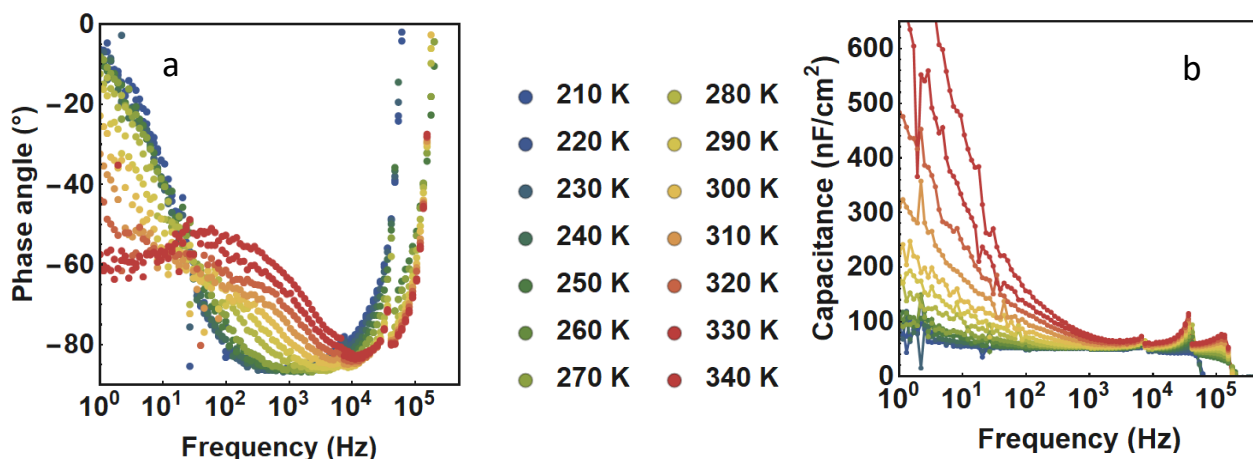 a
0
−20
−40
−60
−80
Phase angle (°)
10^0 10^1 10^2 10^3 10^4 10^5
Frequency (Hz)
210 K 280 K
220 K 290 K
230 K 300 K
240 K 310 K
250 K 320 K
260 K 330 K
270 K 340 K
b
600
500
400
300
200
100
0
Capacitance (nF/cm²)
10^0 10^1 10^2 10^3 10^4 10^5
Frequency (Hz)